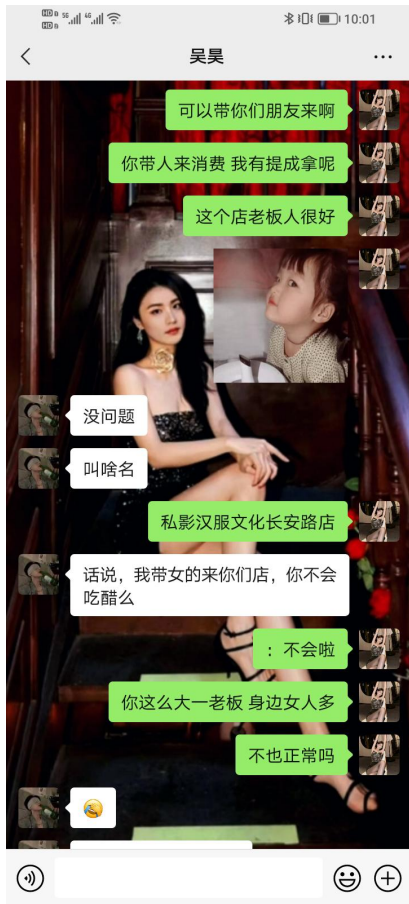 HD 5G 4G 10:01
吴昊
可以带你们朋友来啊
你带人来消费 我有提成拿呢
这个店老板人很好
没问题
叫啥名
私影汉服文化长安路店
话说，我带女的来你们店，你不会
吃醋么
：不会啦
你这么大一老板 身边女人多
不也正常吗